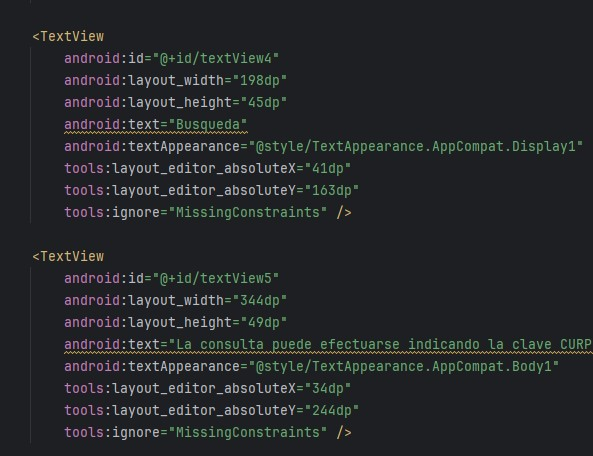 <TextView
android:id="@+id/textView4"
android:layout_width="198dp"
android:layout_height="45dp"
android:text="Busqueda"
android:textAppearance="@style/TextAppearance.AppCompat.Display1"
tools:layout_editor_absoluteX="41dp"
tools:layout_editor_absoluteY="163dp"
tools:ignore="MissingConstraints" />
<TextView
android:id="@+id/textView5"
android:layout_width="344dp"
android:layout_height="49dp"
android:text="La consulta puede efectuarse indicando la clave CURP
android:textAppearance="@style/TextAppearance.AppCompat.Body1"
tools:layout_editor_absoluteX="34dp"
tools:layout_editor_absoluteY="244dp"
tools:ignore="MissingConstraints" />